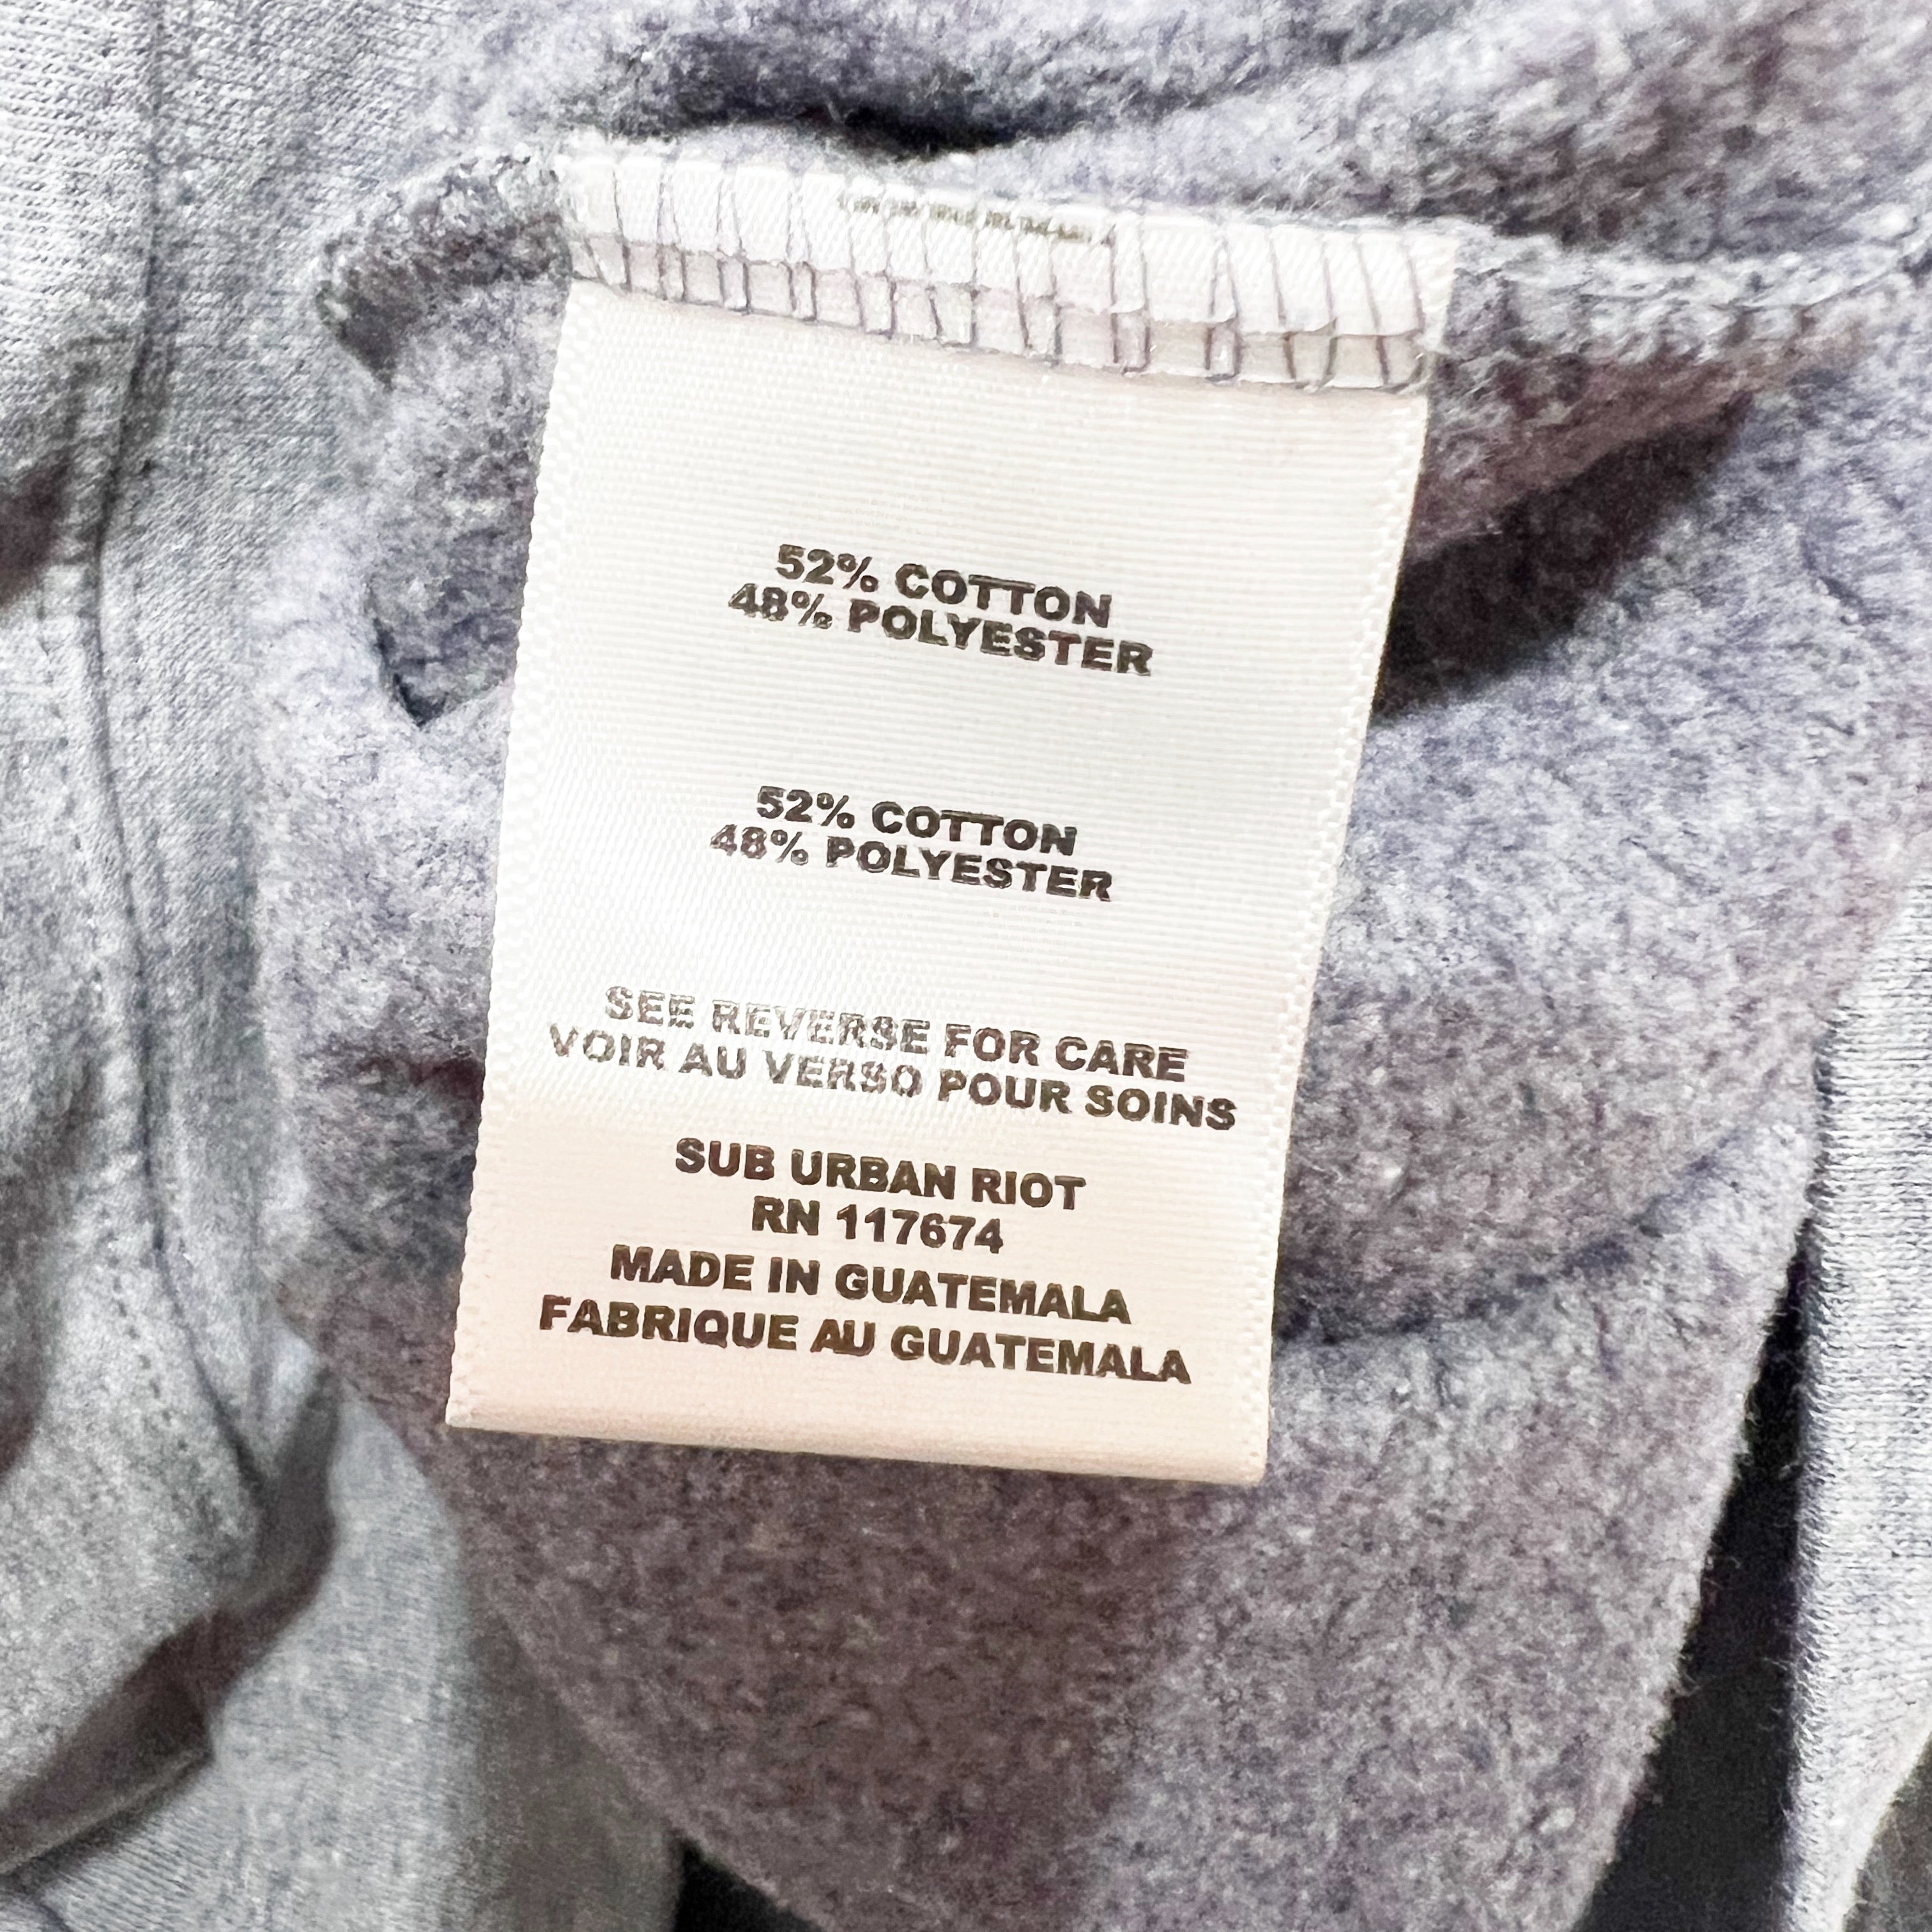 52% COTTON
48% POLYESTER
52% COTTON
48% POLYESTER
SEE REVERSE FOR CARE
VOIR AU VERSO POUR SOINS
SUB URBAN RIOT
RN 117674
MADE IN GUATEMALA
FABRIQUE AU GUATEMALA